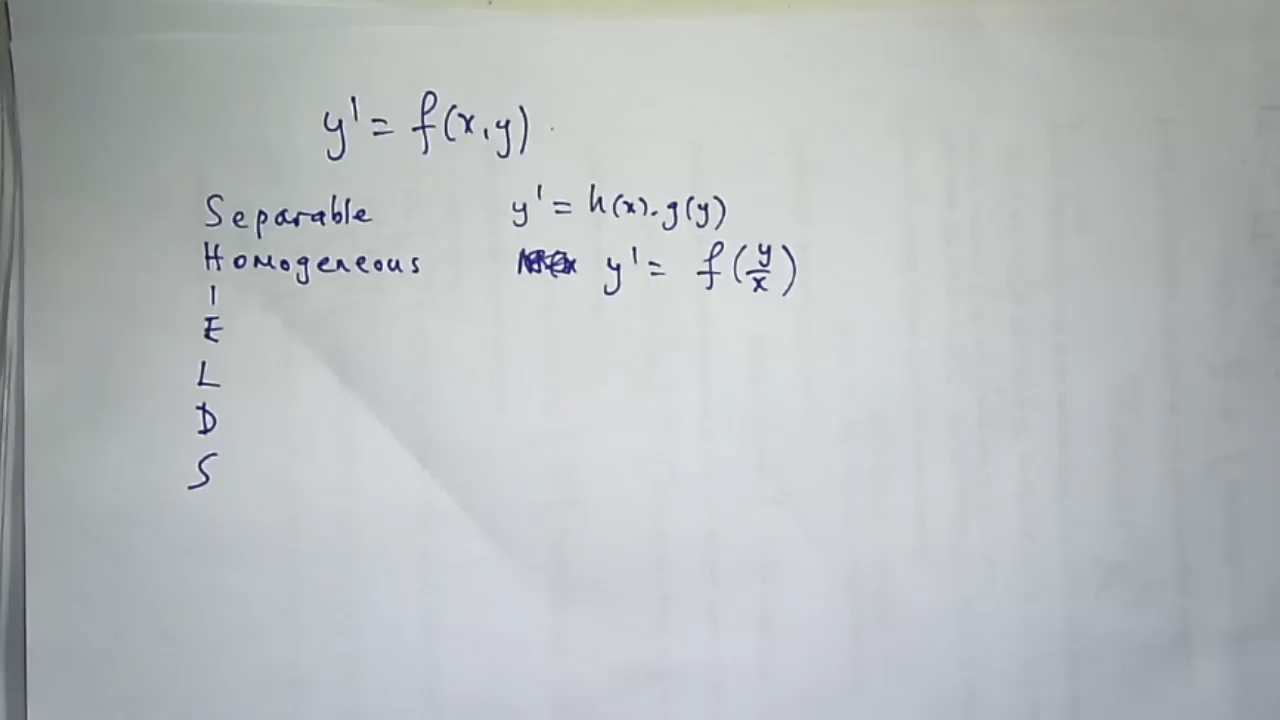 y' = f(x,y)
Separable y' = h(x).g(y)
Homogeneous y' = f(y/x)
I
E
L
D
S